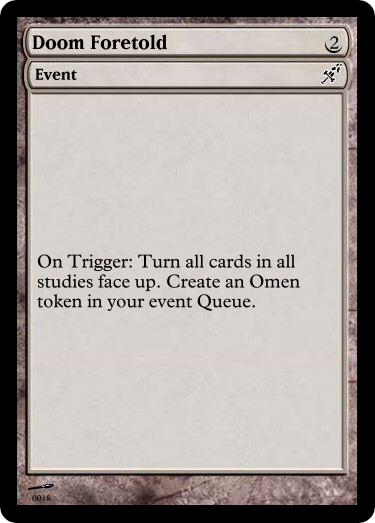 Doom Foretold 2
Event
On Trigger: Turn all cards in all
studies face up. Create an Omen
token in your event Queue.
0018